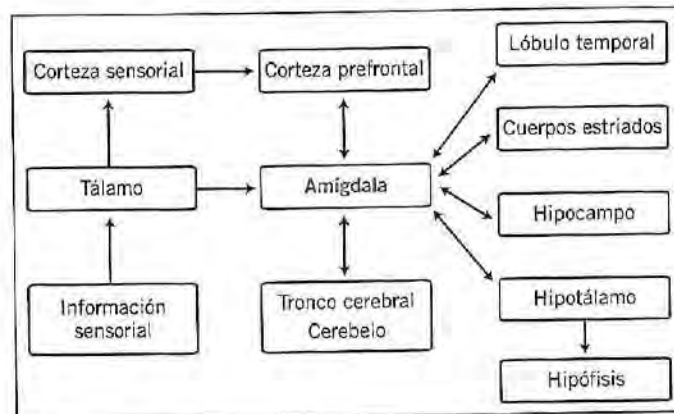 Corteza sensorial
Corteza prefrontal
Lóbulo temporal
Cuerpos estriados
Tálamo
Amígdala
Hipocampo
Información
sensorial
Tronco cerebral
Cerebelo
Hipotálamo
Hipófisis